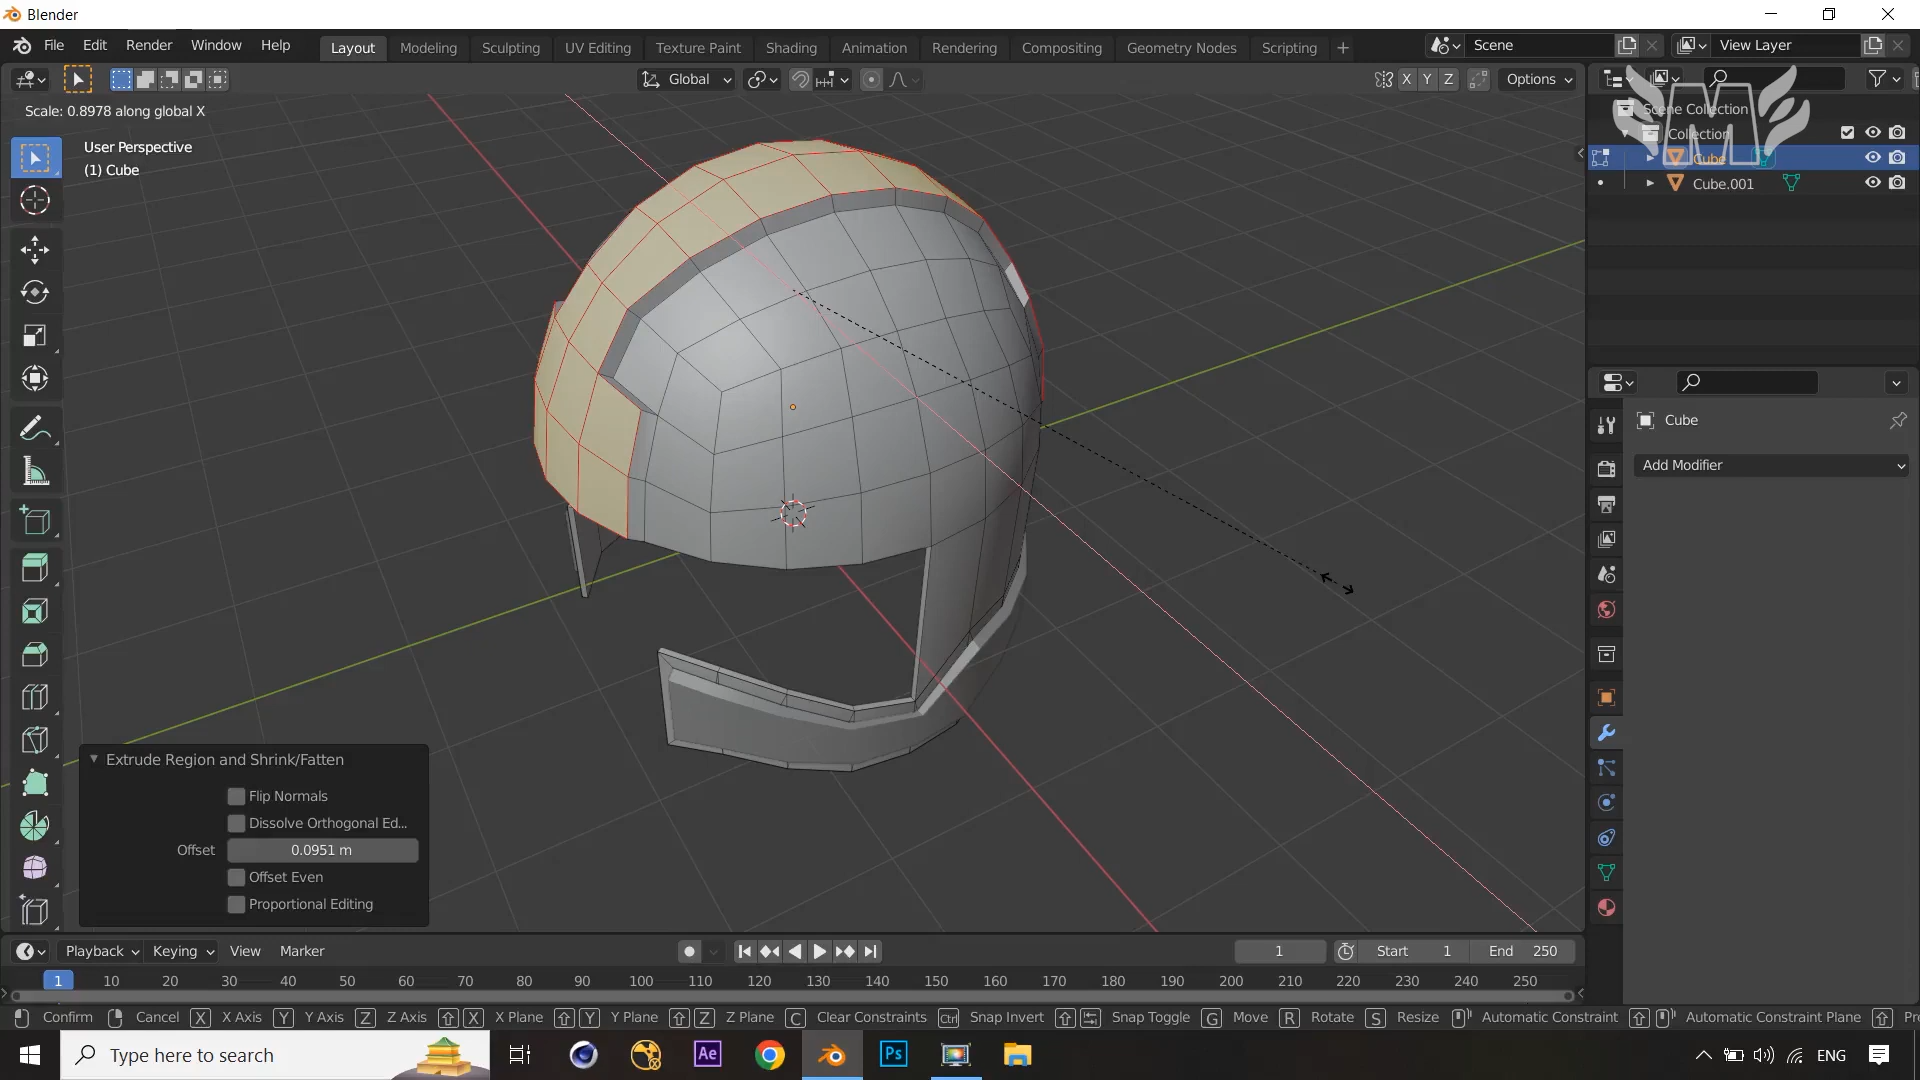 Blender
File Edit Render Window Help Layout Modeling Sculpting UV Editing Texture Paint Shading Animation Rendering Compositing Geometry Nodes Scripting + Scene View Layer
Global X Y Z Options
Scale: 0.8978 along global X
User Perspective
(1) Cube
M
Scene Collection
Collection
Cube
Cube.001
Cube
Add Modifier
Extrude Region and Shrink/Fatten
Flip Normals
Dissolve Orthogonal Ed...
Offset 0.0951 m
Offset Even
Proportional Editing
Playback Keying View Marker 1 Start 1 End 250
1 10 20 30 40 50 60 70 80 90 100 110 120 130 140 150 160 170 180 190 200 210 220 230 240 250
Confirm Cancel X X Axis Y Y Axis Z Z Axis X X Plane Y Y Plane Z Z Plane C Clear Constraints Ctrl Snap Invert Snap Toggle G Move R Rotate S Resize Automatic Constraint Automatic Constraint Plane
Type here to search Ae Ps ENG